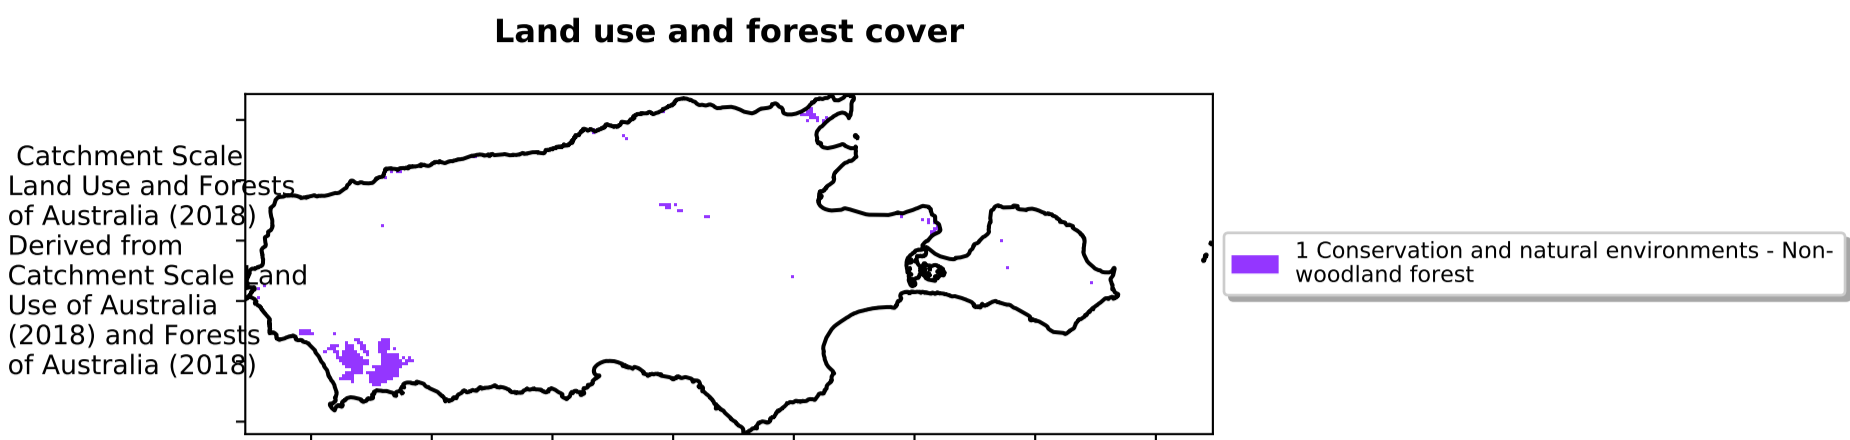 Land use and forest cover
Catchment Scale
Land Use and Forests
of Australia (2018)
Derived from
Catchment Scale Land
Use of Australia
(2018) and Forests
of Australia (2018)
1 Conservation and natural environments - Non-
woodland forest